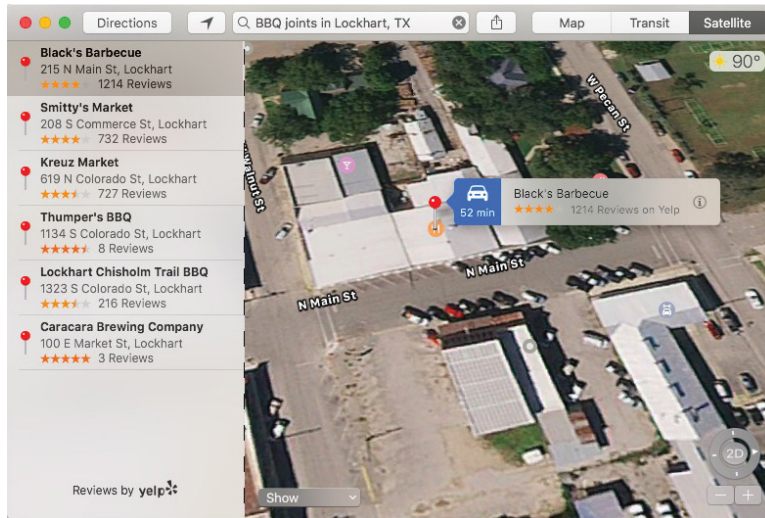 Directions
BBQ joints in Lockhart, TX
Map
Transit
Satellite
Black's Barbecue
215 N Main St, Lockhart
1214 Reviews
Smitty's Market
208 S Commerce St, Lockhart
732 Reviews
Kreuz Market
619 N Colorado St, Lockhart
727 Reviews
Thumper's BBQ
1134 S Colorado St, Lockhart
8 Reviews
Lockhart Chisholm Trail BBQ
1323 S Colorado St, Lockhart
216 Reviews
Caracara Brewing Company
100 E Market St, Lockhart
3 Reviews
Reviews by yelp
90°
W Pecan St
Walnut St
52 min
Black's Barbecue
1214 Reviews on Yelp
N Main St
N Main St
2D
Show